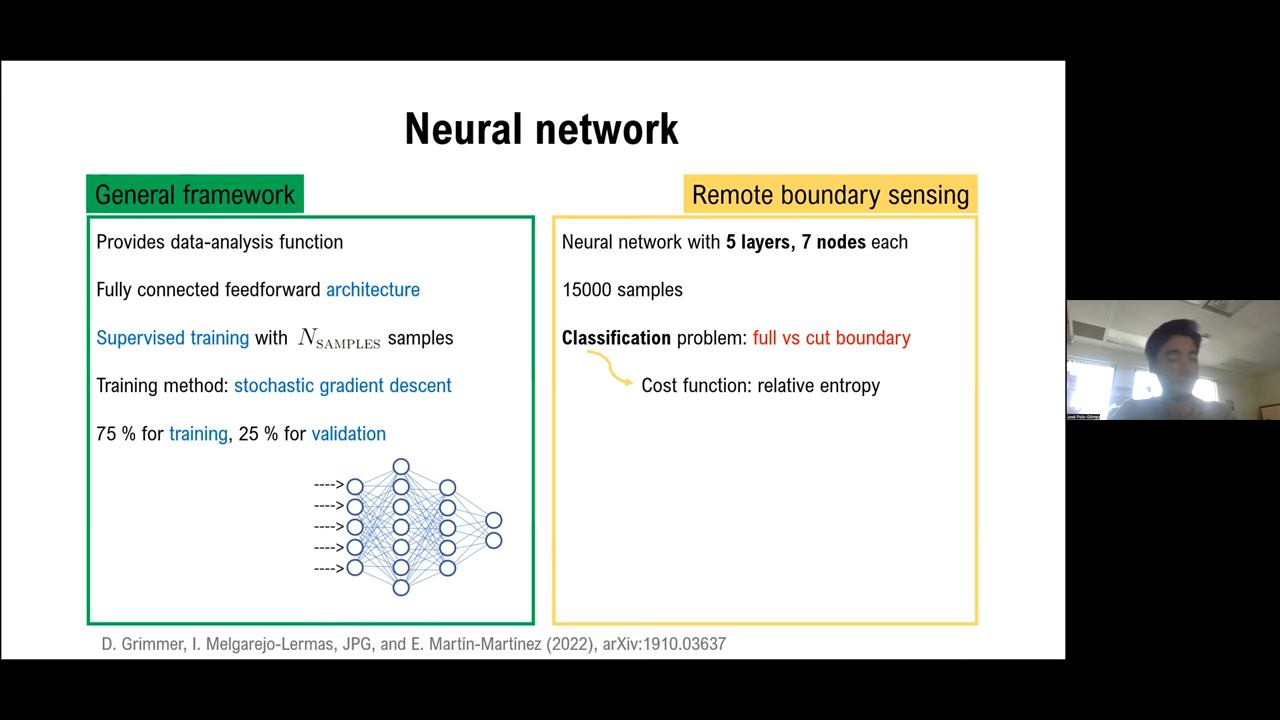 Neural network
General framework
Provides data-analysis function
Fully connected feedforward architecture
Supervised training with N_SAMPLES samples
Training method: stochastic gradient descent
75 % for training, 25 % for validation
---->
---->
---->
---->
---->
Remote boundary sensing
Neural network with 5 layers, 7 nodes each
15000 samples
Classification problem: full vs cut boundary
Cost function: relative entropy
D. Grimmer, I. Melgarejo-Lermas, JPG, and E. Martín-Martínez (2022), arXiv:1910.03637
José Polo-Gómez